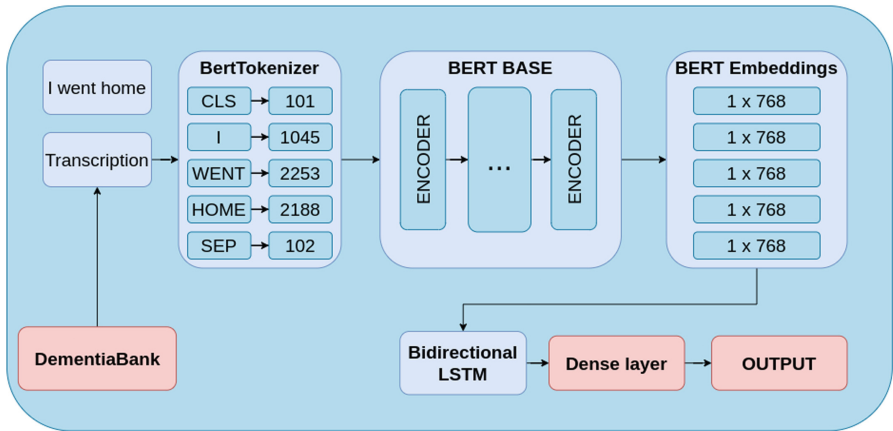 I went home
Transcription
DementiaBank
BertTokenizer
CLS 101
I 1045
WENT 2253
HOME 2188
SEP 102
BERT BASE
ENCODER
...
ENCODER
BERT Embeddings
1 x 768
1 x 768
1 x 768
1 x 768
1 x 768
Bidirectional
LSTM
Dense layer
OUTPUT